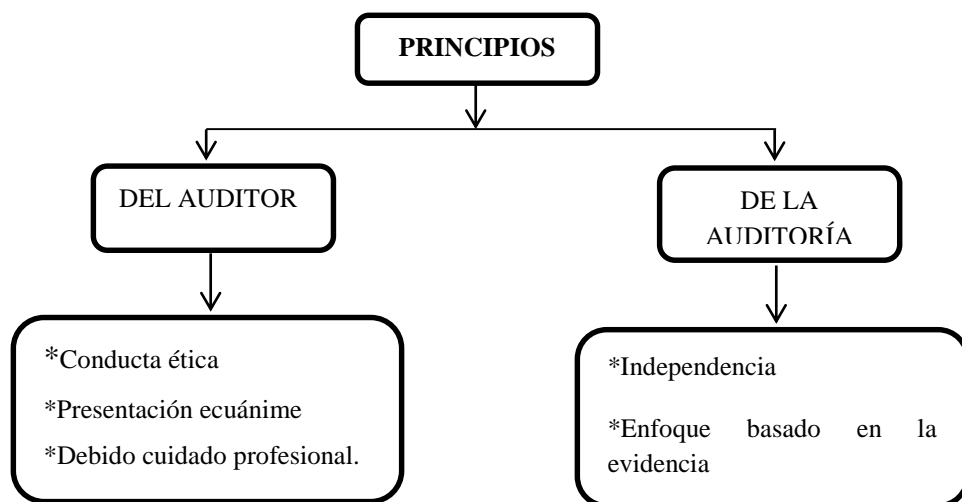 PRINCIPIOS
DEL AUDITOR
DE LA
AUDITORÍA
*Conducta ética
*Presentación ecuánime
*Debido cuidado profesional.
*Independencia
*Enfoque basado en la
evidencia